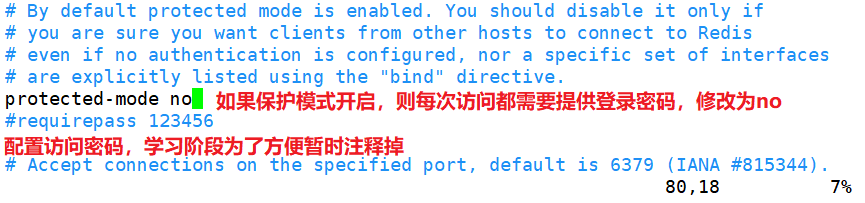 # By default protected mode is enabled. You should disable it only if
# you are sure you want clients from other hosts to connect to Redis
# even if no authentication is configured, nor a specific set of interfaces
# are explicitly listed using the "bind" directive.
protected-mode no 如果保护模式开启，则每次访问都需要提供登录密码，修改为no
#requirepass 123456
配置访问密码，学习阶段为了方便暂时注释掉
# Accept connections on the specified port, default is 6379 (IANA #815344).
80,18 7%